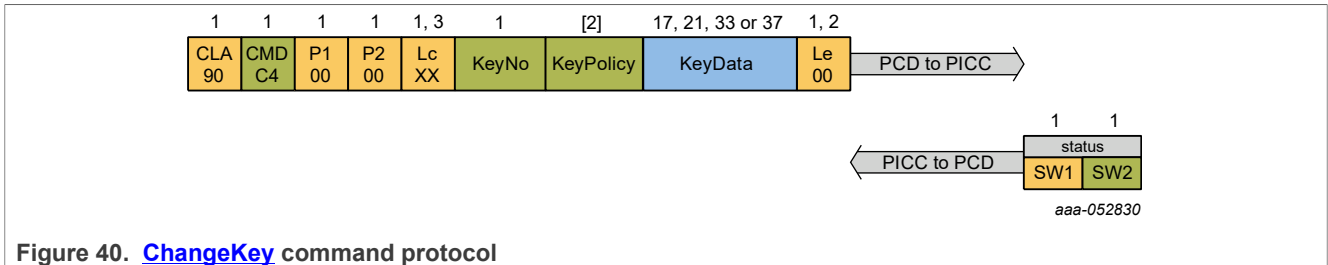 1 1 1 1 1, 3 1 [2] 17, 21, 33 or 37 1, 2
CLA CMD P1 P2 Lc KeyNo KeyPolicy KeyData Le PCD to PICC
90 C4 00 00 XX 00
1 1
status
PICC to PCD SW1 SW2
aaa-052830
Figure 40. ChangeKey command protocol